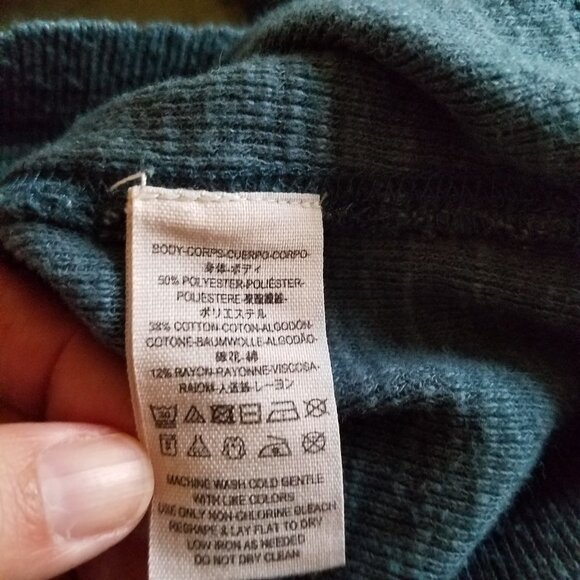 BODY-CORPS-CUERPO-CORPO-
身体-ボディ
50% POLYESTER-POLIÉSTER-
POLIESTERE-聚酯纖維-
ポリエステル
38% COTTON-COTON-ALGODÓN-
COTONE-BAUMWOLLE-ALGODÃO-
綿花-綿
12% RAYON-RAYONNE-VISCOSA-
RAIOM-人造絲-レーヨン
MACHINE WASH COLD GENTLE
WITH LIKE COLORS
USE ONLY NON-CHLORINE BLEACH
RESHAPE & LAY FLAT TO DRY
LOW IRON AS NEEDED
DO NOT DRY CLEAN